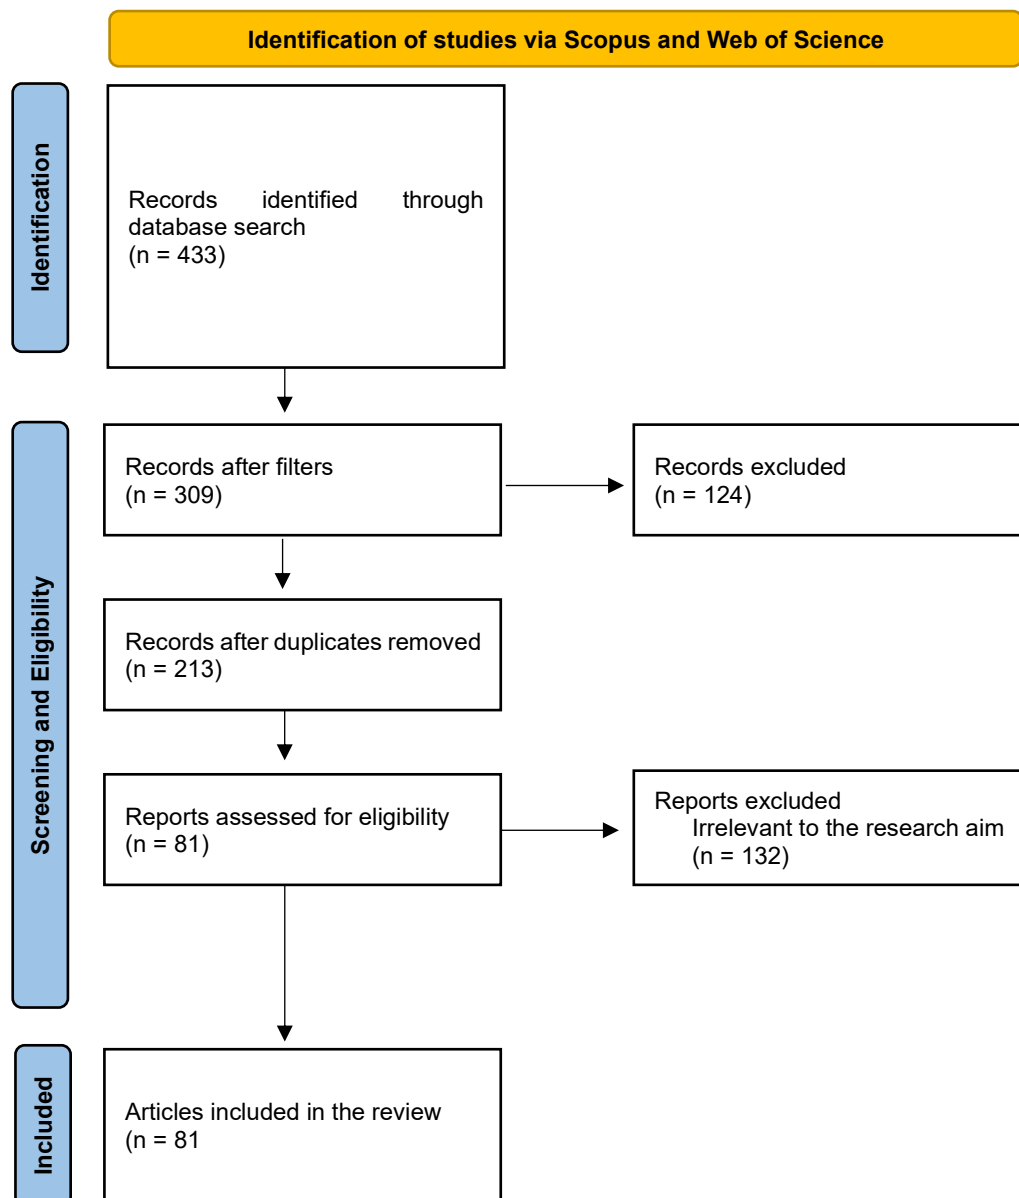 Identification of studies via Scopus and Web of Science
Identification
Records identified through
database search
(n = 433)
Screening and Eligibility
Records after filters
(n = 309)
Records excluded
(n = 124)
Records after duplicates removed
(n = 213)
Reports assessed for eligibility
(n = 81)
Reports excluded
Irrelevant to the research aim
(n = 132)
Included
Articles included in the review
(n = 81